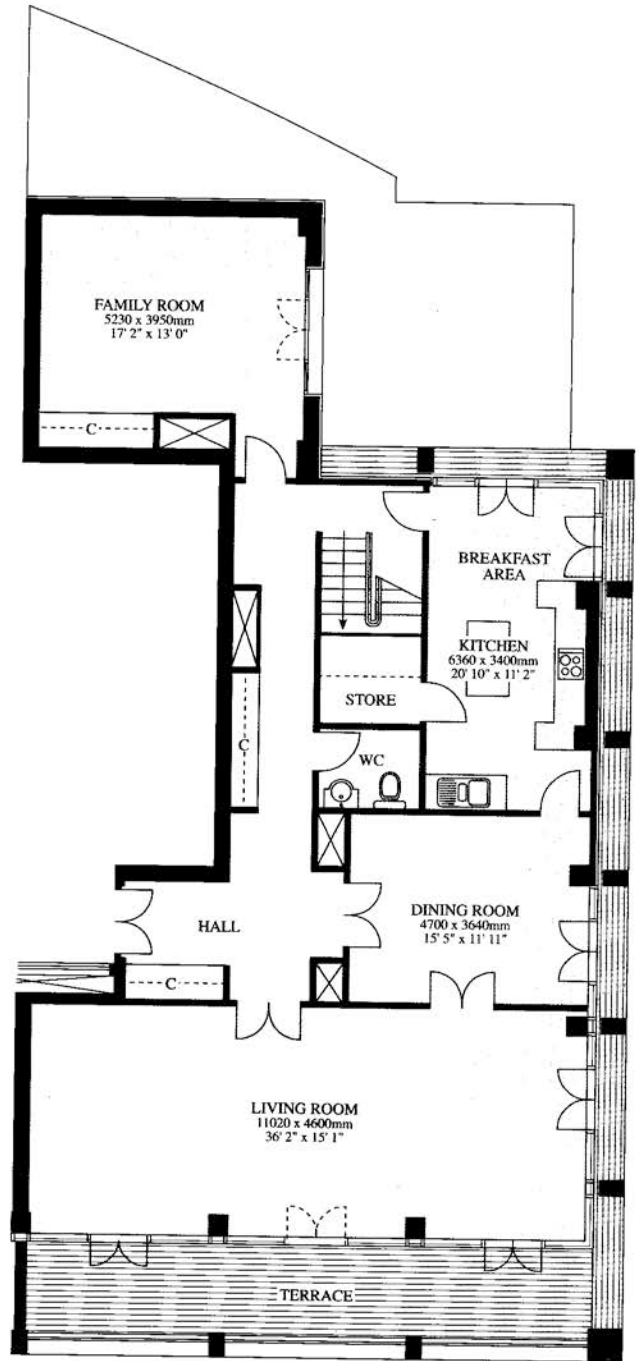 FAMILY ROOM
5230 x 3950mm
17' 2" x 13' 0"
C
BREAKFAST
AREA
KITCHEN
6360 x 3400mm
20' 10" x 11' 2"
STORE
C
WC
DINING ROOM
4700 x 3640mm
15' 5" x 11' 11"
HALL
C
LIVING ROOM
11020 x 4600mm
36' 2" x 15' 1"
TERRACE